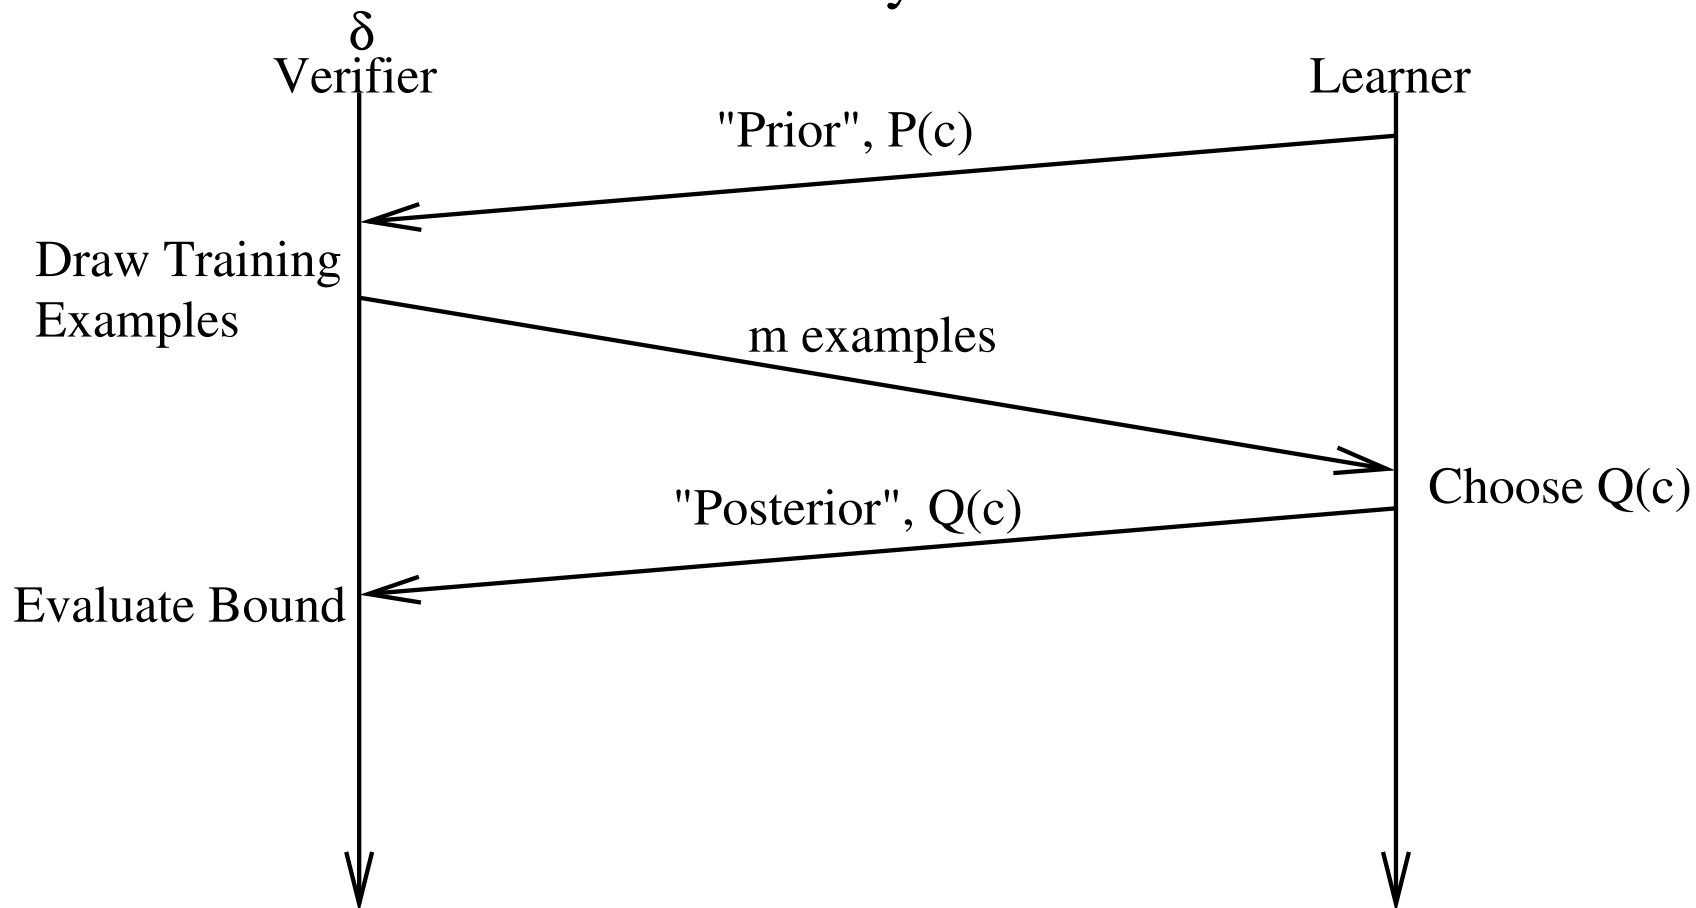 δ
Verifier
Learner
"Prior", P(c)
Draw Training
Examples
m examples
Choose Q(c)
"Posterior", Q(c)
Evaluate Bound